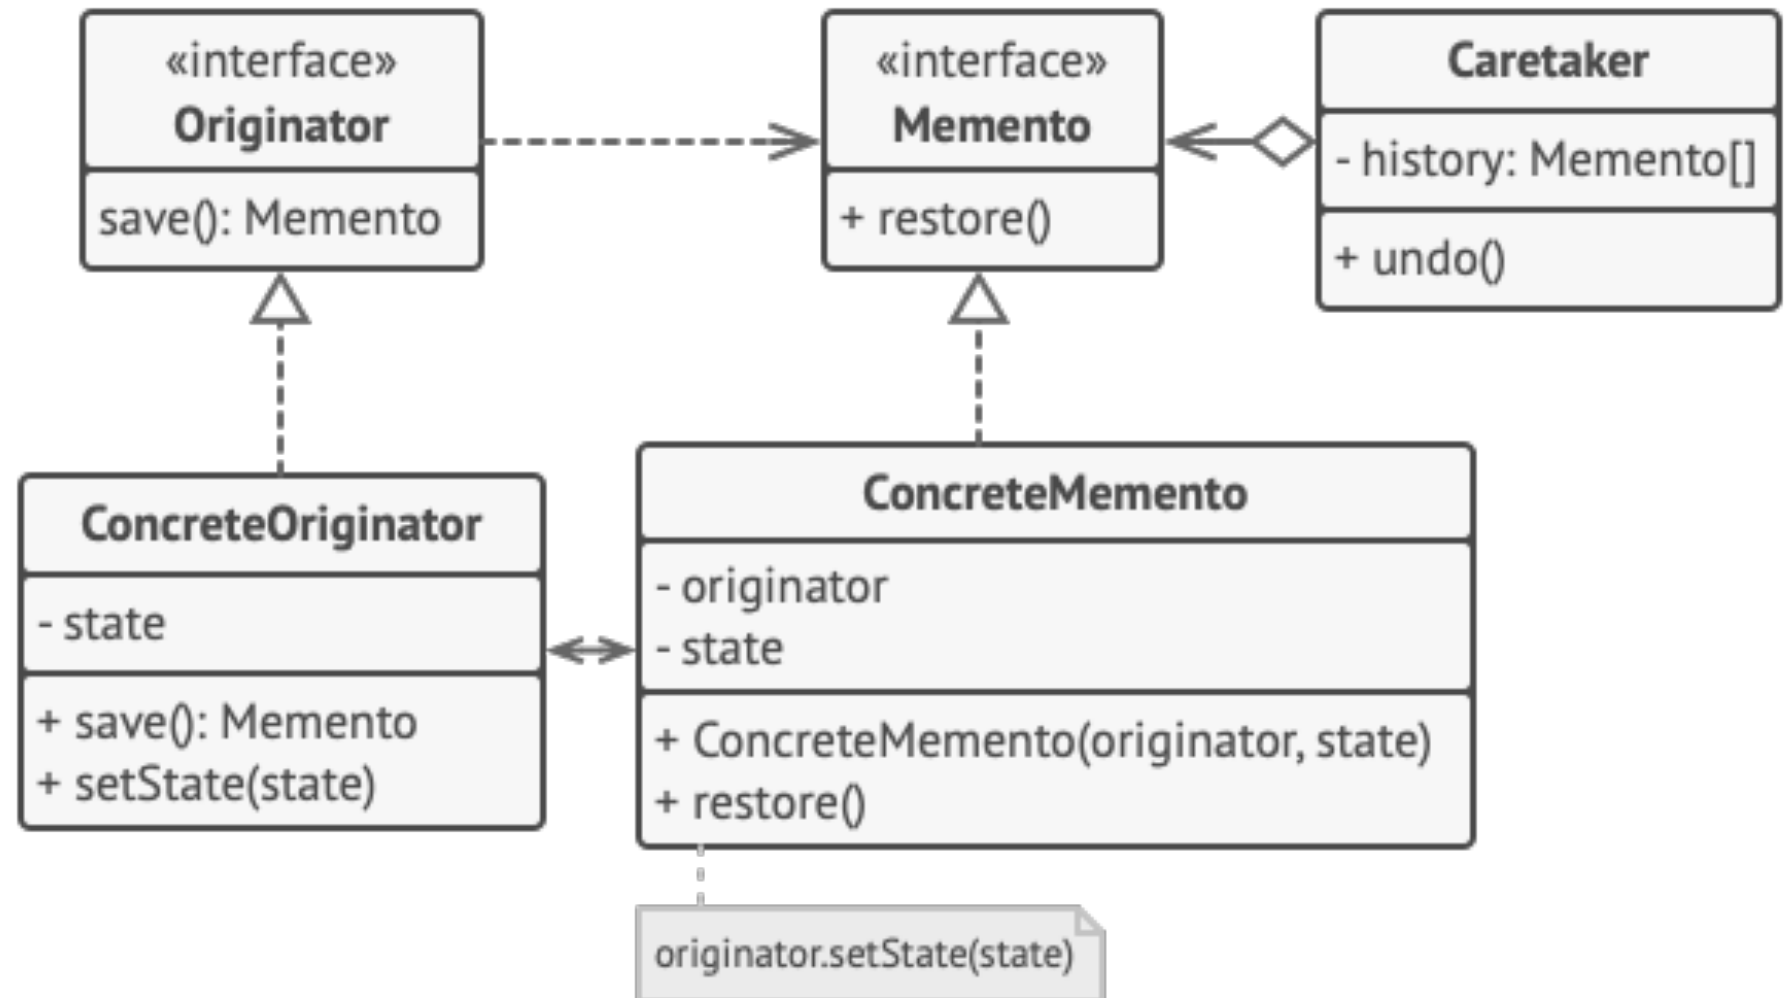 «interface»
Originator
save(): Memento
«interface»
Memento
+ restore()
Caretaker
- history: Memento[]
+ undo()
ConcreteOriginator
- state
+ save(): Memento
+ setState(state)
ConcreteMemento
- originator
- state
+ ConcreteMemento(originator, state)
+ restore()
originator.setState(state)